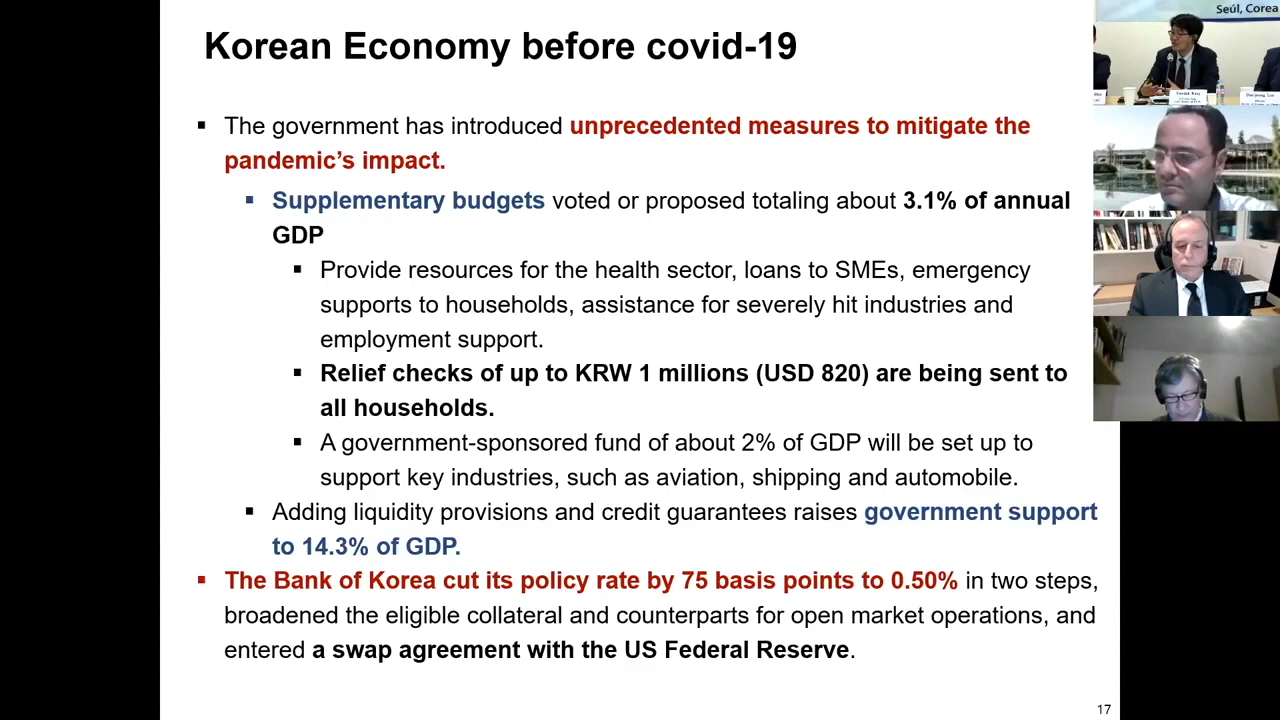 Korean Economy before covid-19
▪ The government has introduced unprecedented measures to mitigate the
pandemic’s impact.
▪ Supplementary budgets voted or proposed totaling about 3.1% of annual
GDP
▪ Provide resources for the health sector, loans to SMEs, emergency
supports to households, assistance for severely hit industries and
employment support.
▪ Relief checks of up to KRW 1 millions (USD 820) are being sent to
all households.
▪ A government-sponsored fund of about 2% of GDP will be set up to
support key industries, such as aviation, shipping and automobile.
▪ Adding liquidity provisions and credit guarantees raises government support
to 14.3% of GDP.
▪ The Bank of Korea cut its policy rate by 75 basis points to 0.50% in two steps,
broadened the eligible collateral and counterparts for open market operations, and
entered a swap agreement with the US Federal Reserve.
17
Seúl, Corea